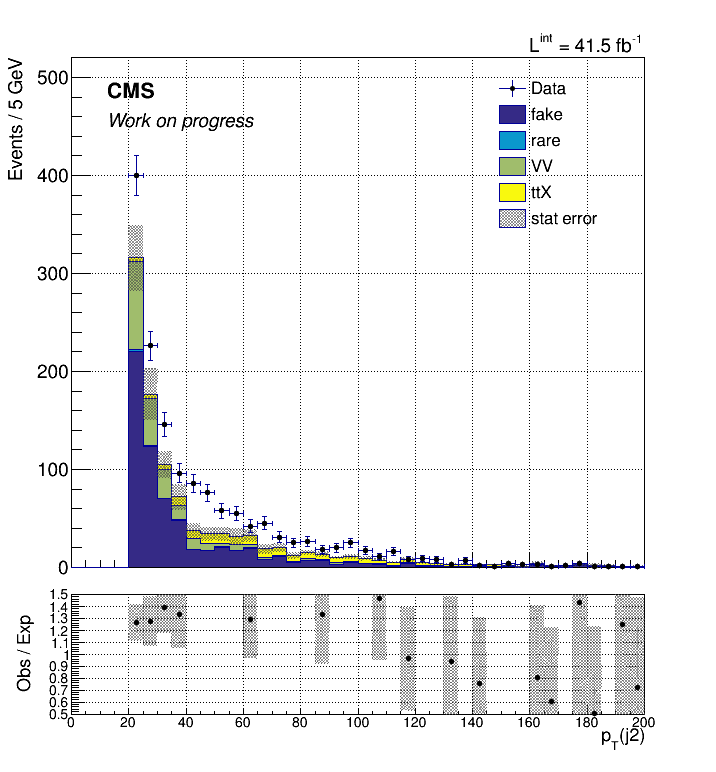 L^int = 41.5 fb^-1
Events / 5 GeV
500
400
300
200
100
0
CMS
Work on progress
Data
fake
rare
VV
ttX
stat error
Obs / Exp
1.5
1.4
1.3
1.2
1.1
1
0.9
0.8
0.7
0.6
0.5
0 20 40 60 80 100 120 140 160 180 200
p_T(j2)